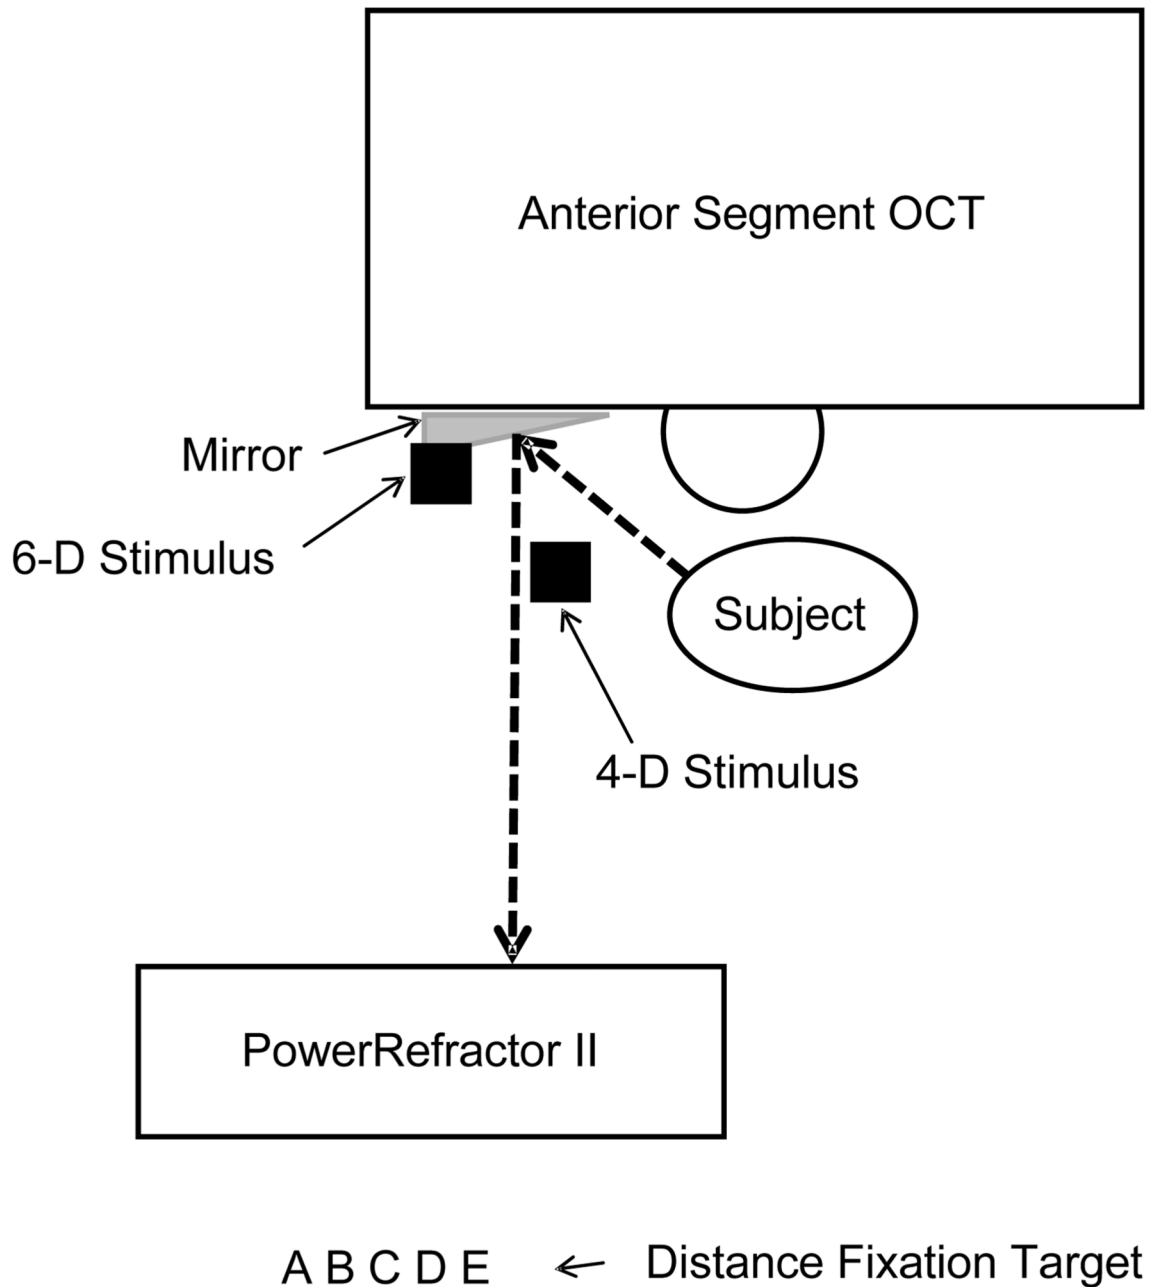 Anterior Segment OCT
Mirror
6-D Stimulus
Subject
4-D Stimulus
PowerRefractor II
A B C D E
Distance Fixation Target